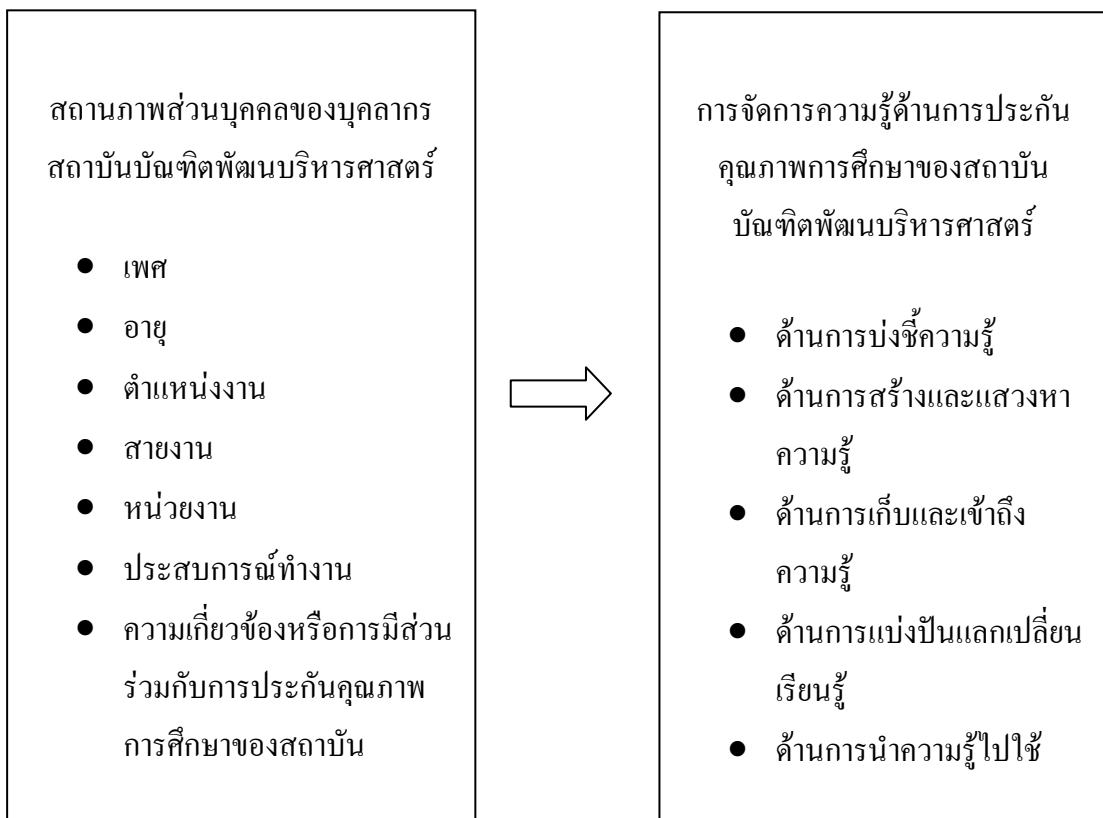 สถานภาพส่วนบุคคลของบุคลากร
สถาบันบัณฑิตพัฒนบริหารศาสตร์
● เพศ
● อายุ
● ตำแหน่งงาน
● สายงาน
● หน่วยงาน
● ประสบการณ์ทำงาน
● ความเกี่ยวข้องหรือการมีส่วน
ร่วมกับการประกันคุณภาพ
การศึกษาของสถาบัน
การจัดการความรู้ด้านการประกัน
คุณภาพการศึกษาของสถาบัน
บัณฑิตพัฒนบริหารศาสตร์
● ด้านการบ่งชี้ความรู้
● ด้านการสร้างและแสวงหา
ความรู้
● ด้านการเก็บและเข้าถึง
ความรู้
● ด้านการแบ่งปันแลกเปลี่ยน
เรียนรู้
● ด้านการนำความรู้ไปใช้